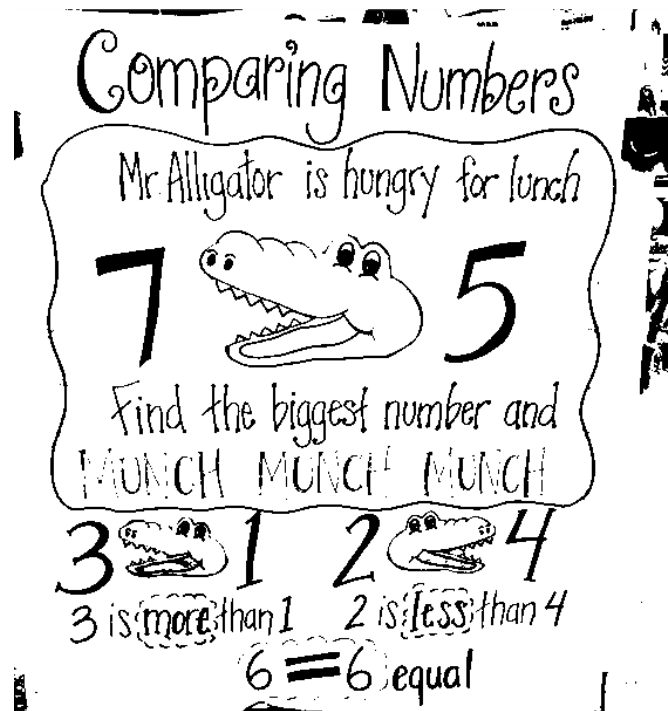 Comparing Numbers
Mr. Alligator is hungry for lunch
7 5
Find the biggest number and
MUNCH MUNCH MUNCH
3 1 2 4
3 is more than 1 2 is less than 4
6 = 6 equal